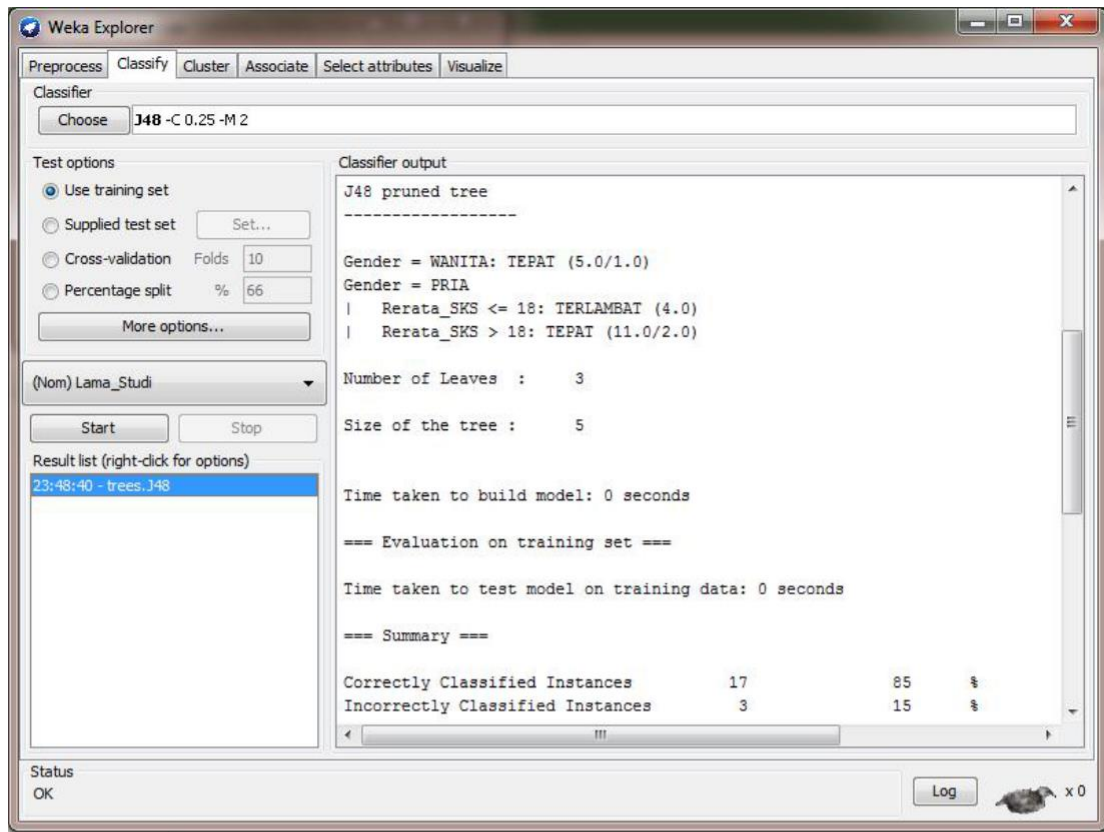 Weka Explorer
Preprocess Classify Cluster Associate Select attributes Visualize
Classifier
Choose J48 -C 0.25 -M 2
Test options
Use training set
Supplied test set Set...
Cross-validation Folds 10
Percentage split % 66
More options...
(Nom) Lama_Studi
Start Stop
Result list (right-click for options)
23:48:40 - trees.J48
Classifier output
J48 pruned tree
------------------
Gender = WANITA: TEPAT (5.0/1.0)
Gender = PRIA
|   Rerata_SKS <= 18: TERLAMBAT (4.0)
|   Rerata_SKS > 18: TEPAT (11.0/2.0)
Number of Leaves  :     3
Size of the tree :     5
Time taken to build model: 0 seconds
=== Evaluation on training set ===
Time taken to test model on training data: 0 seconds
=== Summary ===
Correctly Classified Instances 17 85 %
Incorrectly Classified Instances 3 15 %
Status
OK
Log x 0